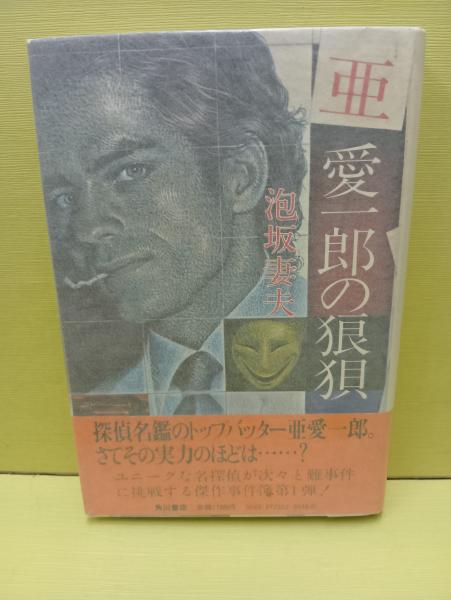 亜
愛一郎の狼狽
泡坂妻夫
探偵名鑑のトップバッター亜愛一郎。
さてその実力のほどは……?
ユニークな名探偵が次々と難事件
に挑戦する傑作事件簿第1弾!
角川書店